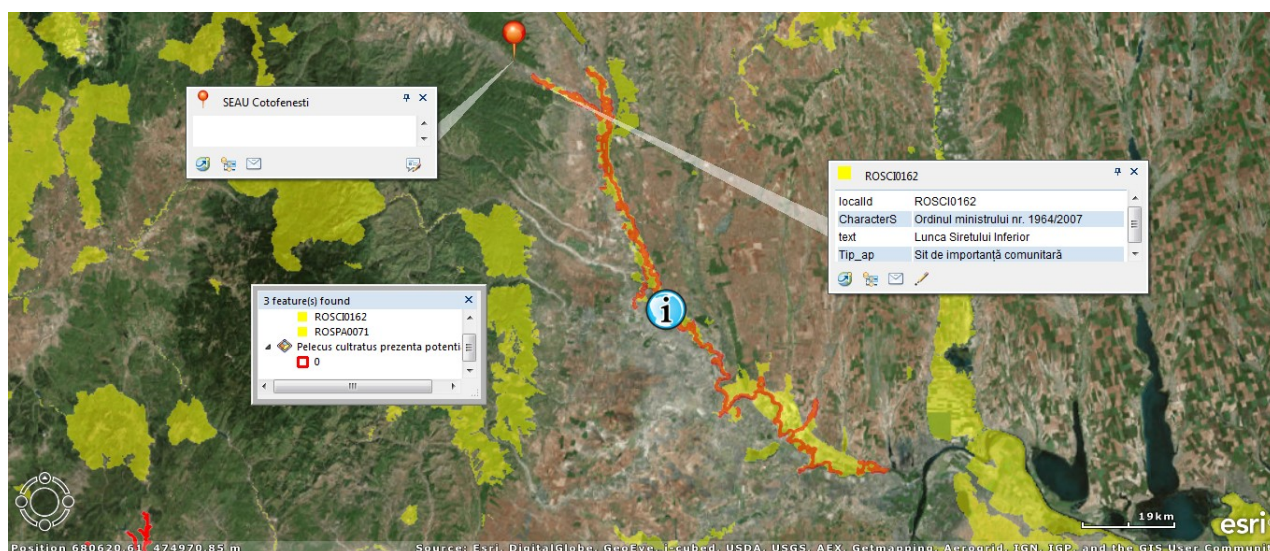 SEAU Cotofenesti
ROSCI0162
localId ROSCI0162
CharacterS Ordinul ministrului nr. 1964/2007
text Lunca Siretului Inferior
Tip_ap Sit de importanță comunitară
3 feature(s) found
ROSCI0162
ROSPA0071
Pelecus cultratus prezenta potenti
0
i
19km
esri
Position 680620.61, 474970.85 m
Source: Esri, DigitalGlobe, GeoEye, i-cubed, USDA, USGS, AEX, Getmapping, Aerogrid, IGN, IGP, and the GIS User Communit